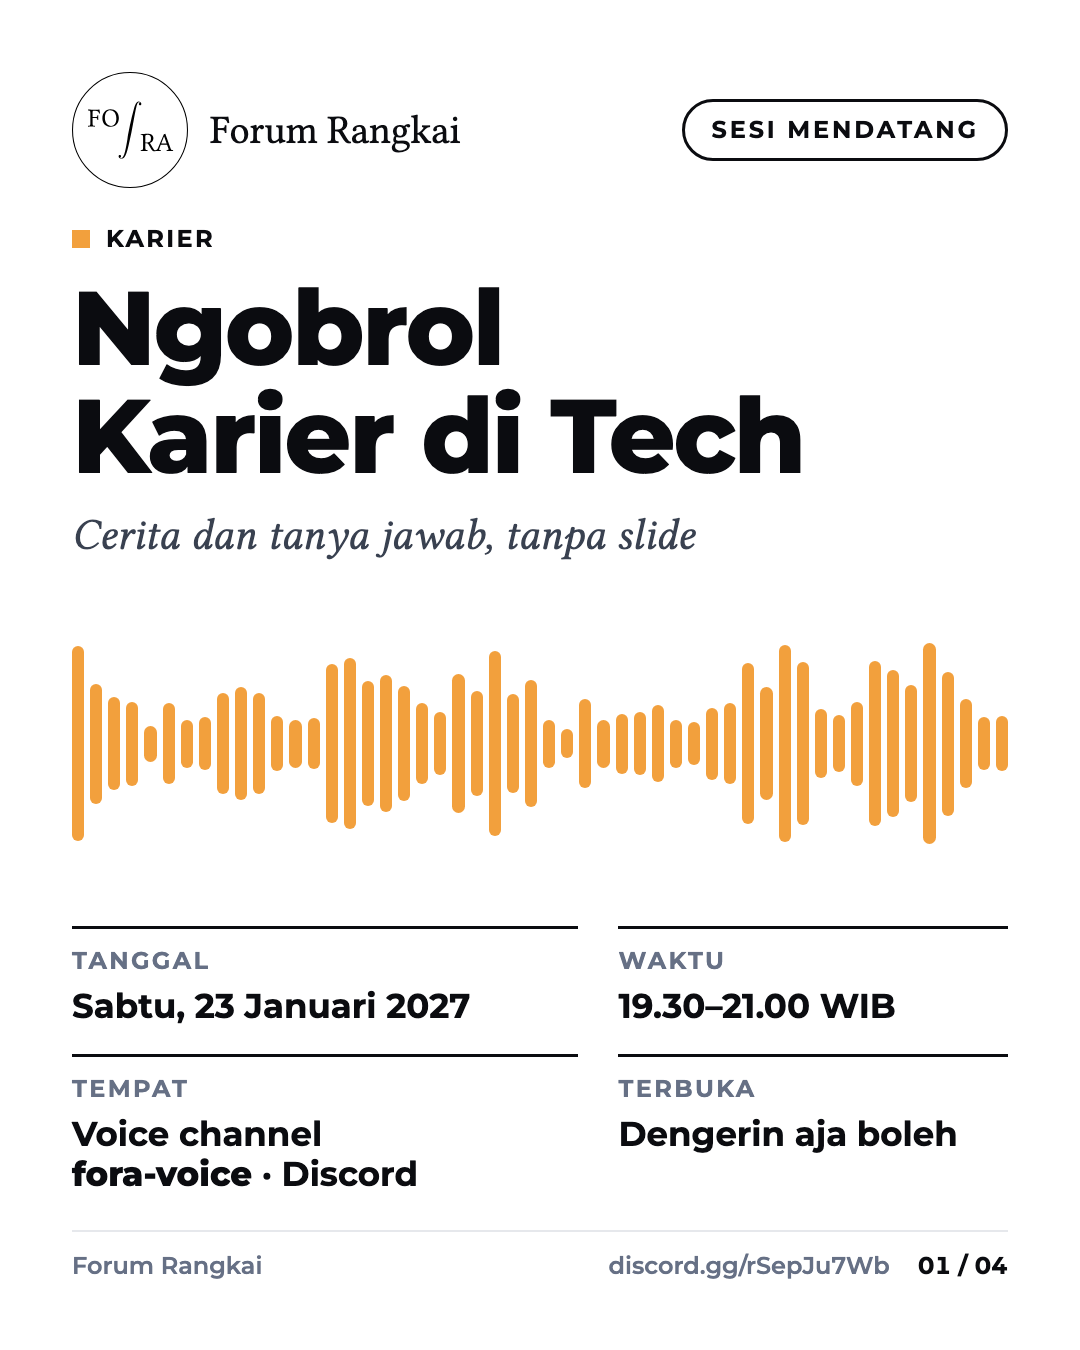 FO
RA
Forum Rangkai
SESI MENDATANG
KARIER
Ngobrol
Karier di Tech
Cerita dan tanya jawab, tanpa slide
TANGGAL
Sabtu, 23 Januari 2027
WAKTU
19.30–21.00 WIB
TEMPAT
Voice channel
fora-voice · Discord
TERBUKA
Dengerin aja boleh
Forum Rangkai
discord.gg/rSepJu7Wb
01 / 04